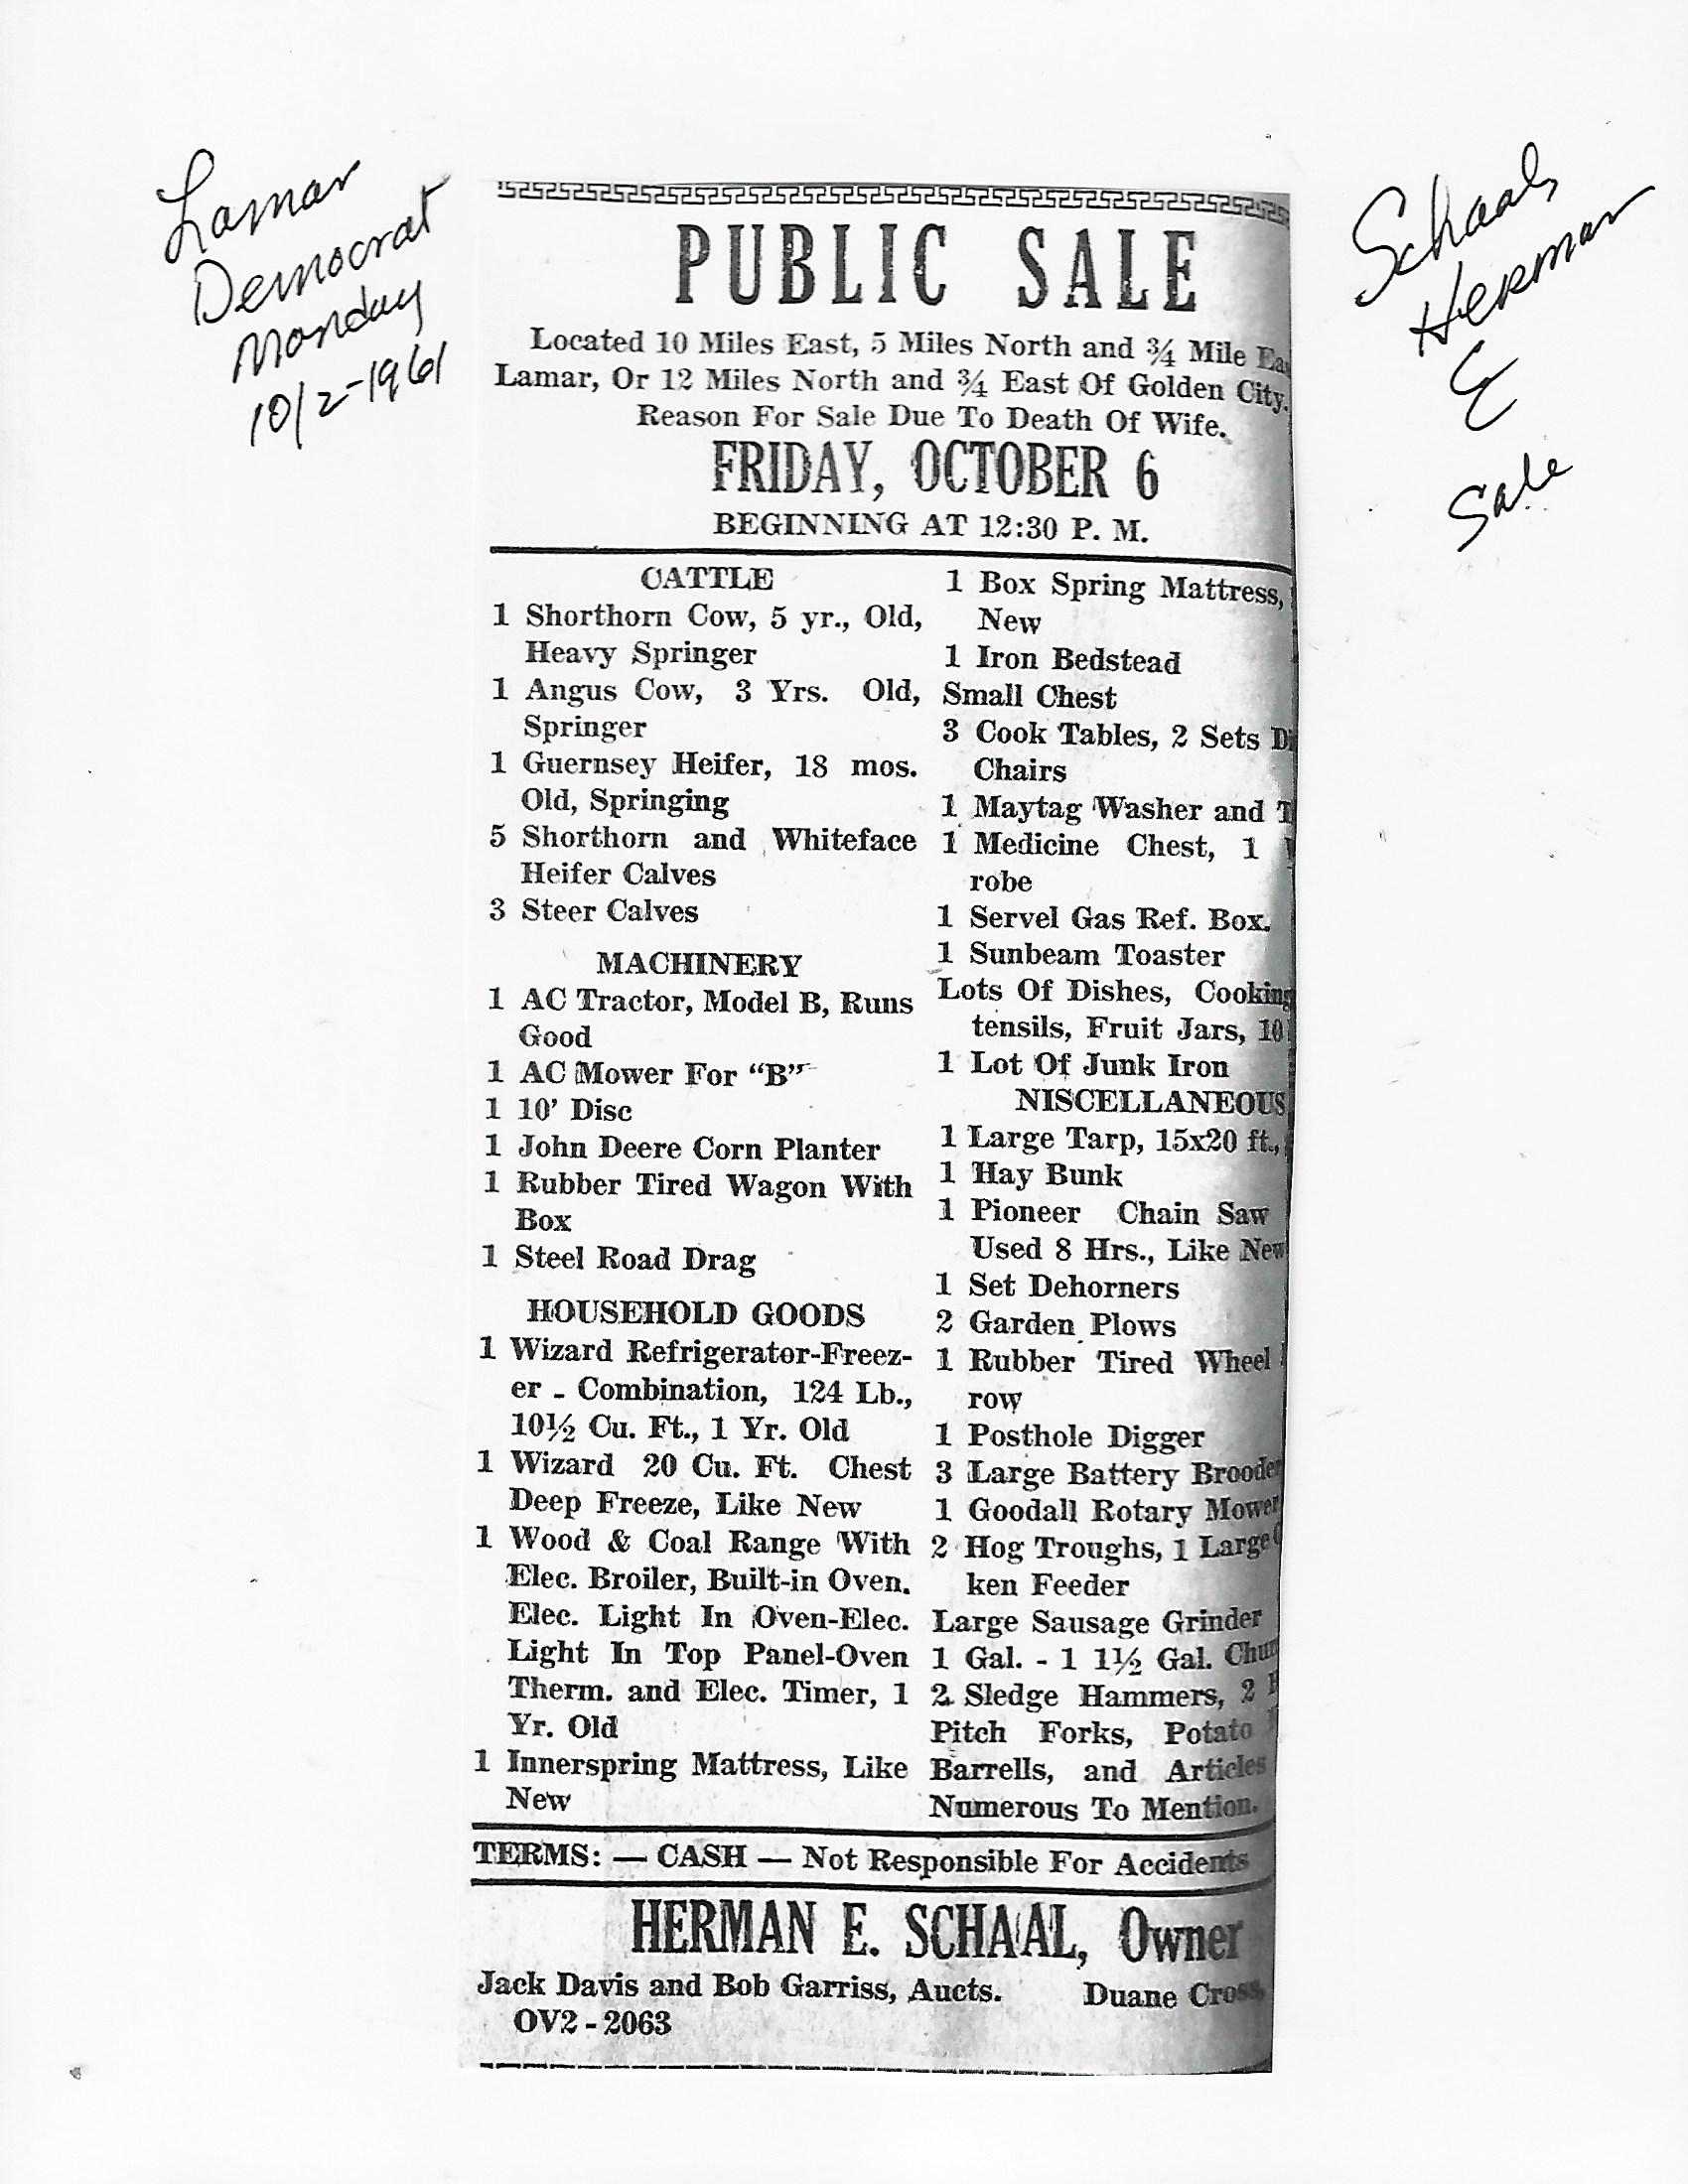 Lamar
Democrat
Monday
10/2-1961
Schaal,
Herman
E
Sale
PUBLIC SALE
Located 10 Miles East, 5 Miles North and ¾ Mile Ea
Lamar, Or 12 Miles North and ¾ East Of Golden City.
Reason For Sale Due To Death Of Wife.
FRIDAY, OCTOBER 6
BEGINNING AT 12:30 P. M.
CATTLE
1 Shorthorn Cow, 5 yr., Old,
Heavy Springer
1 Angus Cow, 3 Yrs. Old,
Springer
1 Guernsey Heifer, 18 mos.
Old, Springing
5 Shorthorn and Whiteface
Heifer Calves
3 Steer Calves
MACHINERY
1 AC Tractor, Model B, Runs
Good
1 AC Mower For “B”
1 10’ Disc
1 John Deere Corn Planter
1 Rubber Tired Wagon With
Box
1 Steel Road Drag
HOUSEHOLD GOODS
1 Wizard Refrigerator-Freez-
er - Combination, 124 Lb.,
10½ Cu. Ft., 1 Yr. Old
1 Wizard 20 Cu. Ft. Chest
Deep Freeze, Like New
1 Wood & Coal Range With
Elec. Broiler, Built-in Oven.
Elec. Light In Oven-Elec.
Light In Top Panel-Oven
Therm. and Elec. Timer, 1
Yr. Old
1 Innerspring Mattress, Like
New
1 Box Spring Mattress,
New
1 Iron Bedstead
Small Chest
3 Cook Tables, 2 Sets Di
Chairs
1 Maytag Washer and T
1 Medicine Chest, 1
robe
1 Servel Gas Ref. Box.
1 Sunbeam Toaster
Lots Of Dishes, Cooking
tensils, Fruit Jars, 10
1 Lot Of Junk Iron
NISCELLANEOUS
1 Large Tarp, 15x20 ft.,
1 Hay Bunk
1 Pioneer Chain Saw
Used 8 Hrs., Like New
1 Set Dehorners
2 Garden Plows
1 Rubber Tired Wheel
row
1 Posthole Digger
3 Large Battery Brooder
1 Goodall Rotary Mower
2 Hog Troughs, 1 Large C
ken Feeder
Large Sausage Grinder
1 Gal. - 1 1½ Gal. Chur
2 Sledge Hammers, 2
Pitch Forks, Potato
Barrells, and Articles
Numerous To Mention.
TERMS: — CASH — Not Responsible For Accidents
HERMAN E. SCHAAL, Owner
Jack Davis and Bob Garriss, Aucts. Duane Cross,
OV2 - 2063